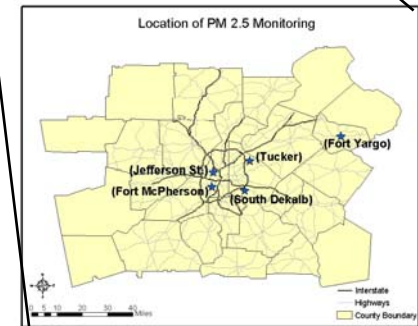 Location of PM 2.5 Monitoring
(Fort Yargo)
(Tucker)
(Jefferson St.)
(Fort McPherson)
(South Dekalb)
Interstate
Highways
County Boundary
0 5 10 20 30 40
Miles